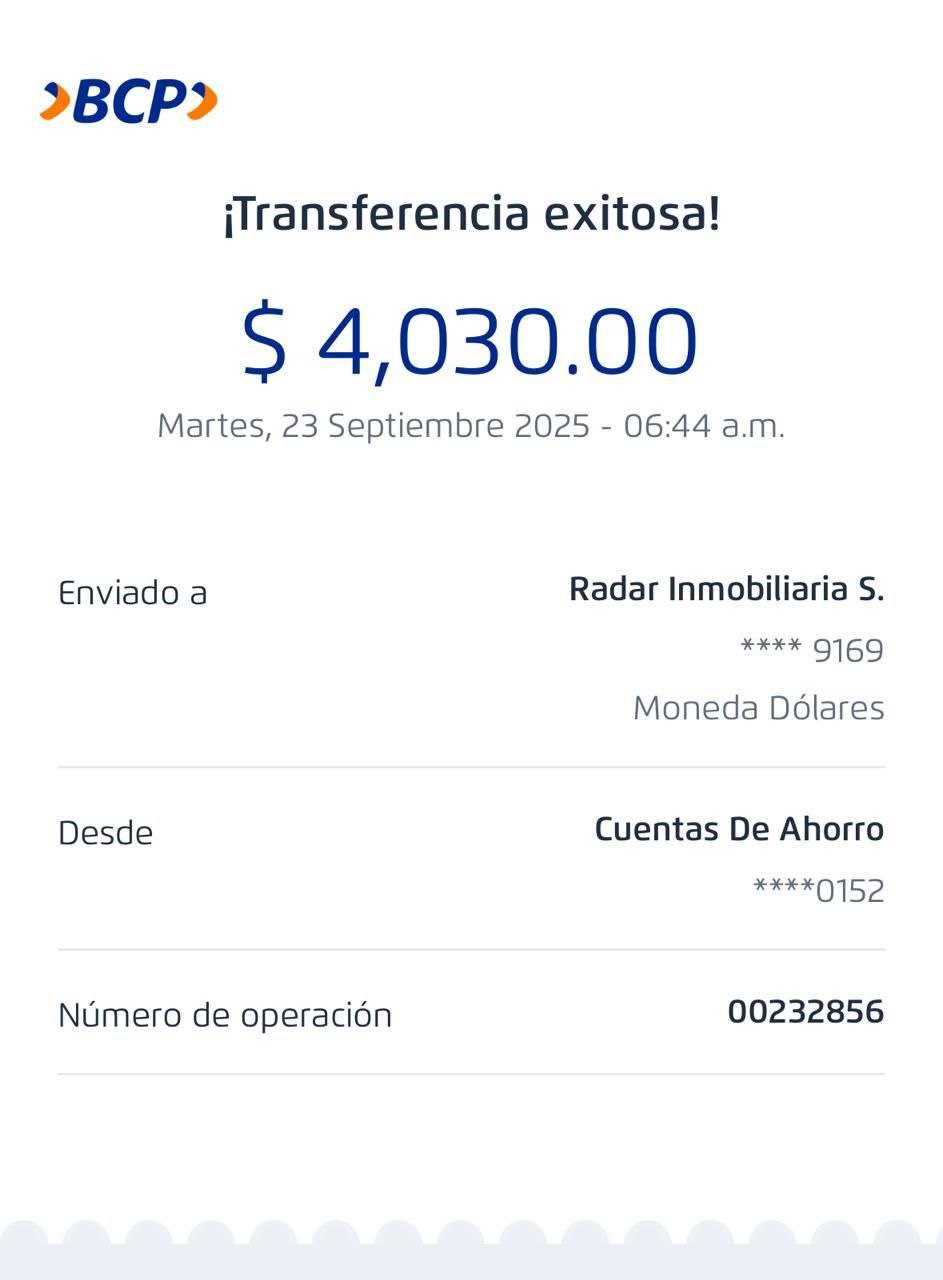 BCP
¡Transferencia exitosa!
$ 4,030.00
Martes, 23 Septiembre 2025 - 06:44 a.m.
Enviado a
Radar Inmobiliaria S.
**** 9169
Moneda Dólares
Desde
Cuentas De Ahorro
****0152
Número de operación
00232856